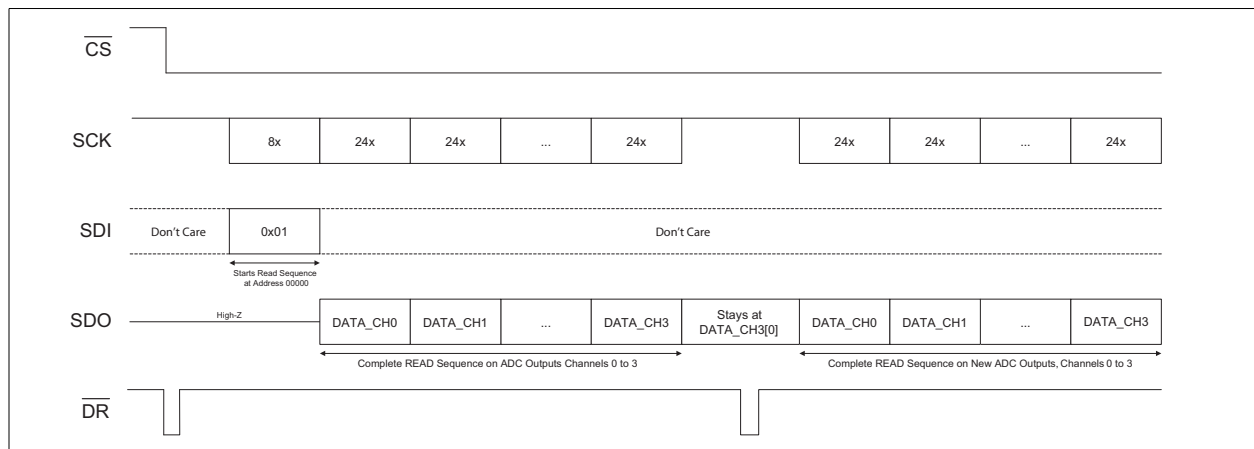 CS
SCK
8x
24x
24x
...
24x
24x
24x
...
24x
SDI
Don't Care
0x01
Don't Care
Starts Read Sequence
at Address 00000
SDO
High-Z
DATA_CH0
DATA_CH1
...
DATA_CH3
Stays at
DATA_CH3[0]
DATA_CH0
DATA_CH1
...
DATA_CH3
Complete READ Sequence on ADC Outputs Channels 0 to 3
Complete READ Sequence on New ADC Outputs, Channels 0 to 3
DR